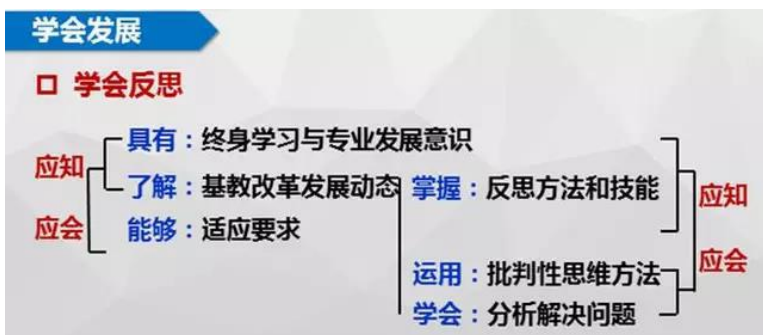 学会发展
学会反思
应知
应会
具有：终身学习与专业发展意识
了解：基教改革发展动态
能够：适应要求
掌握：反思方法和技能
运用：批判性思维方法
学会：分析解决问题
应知
应会